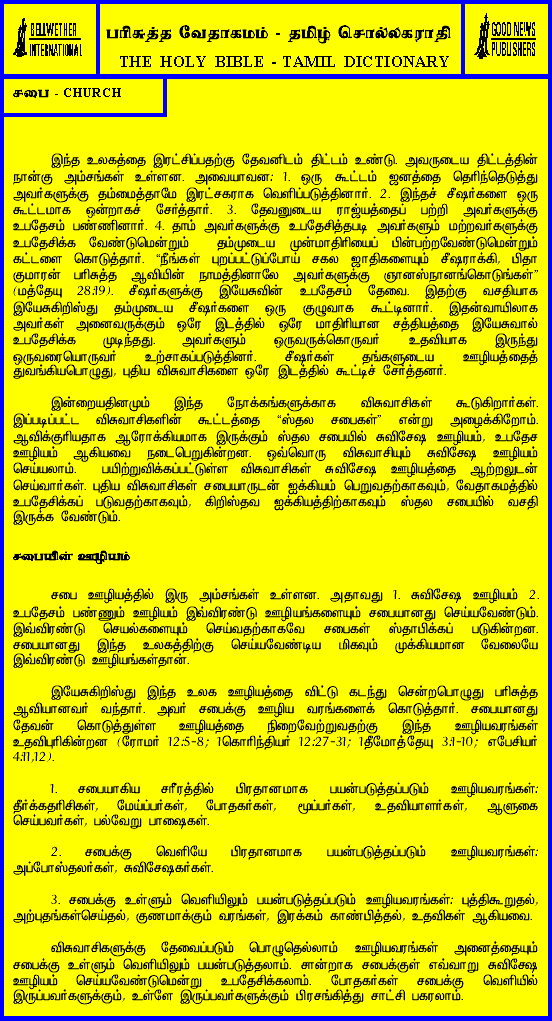 BELLWETHER
INTERNATIONAL
பரிசுத்த வேதாகமம் - தமிழ் சொல்லகராதி
THE HOLY BIBLE - TAMIL DICTIONARY
GOOD NEWS
PUBLISHERS
சபை - CHURCH
இந்த உலகத்தை இரட்சிப்பதற்கு தேவனிடம் திட்டம் உண்டு. அவருடைய திட்டத்தின்
நான்கு அம்சங்கள் உள்ளன. அவையாவன: 1. ஒரு கூட்டம் ஜனத்தை தெரிந்தெடுத்து
அவர்களுக்கு தம்மைத்தாமே இரட்சகராக வெளிப்படுத்தினார். 2. இந்தச் சீஷர்களை ஒரு
கூட்டமாக ஒன்றாகச் சேர்த்தார். 3. தேவனுடைய ராஜ்யத்தைப் பற்றி அவர்களுக்கு
உபதேசம் பண்ணினார். 4. தாம் அவர்களுக்கு உபதேசித்தபடி அவர்களும் மற்றவர்களுக்கு
உபதேசிக்க வேண்டுமென்றும் தம்முடைய முன்மாதிரியைப் பின்பற்றவேண்டுமென்றும்
கட்டளை கொடுத்தார். “நீங்கள் புறப்பட்டுப்போய் சகல ஜாதிகளையும் சீஷராக்கி, பிதா
குமாரன் பரிசுத்த ஆவியின் நாமத்தினாலே அவர்களுக்கு ஞானஸ்நானங்கொடுங்கள்”
(மத்தேயு 28:19). சீஷர்களுக்கு இயேசுவின் உபதேசம் தேவை. இதற்கு வசதியாக
இயேசுகிறிஸ்து தம்முடைய சீஷர்களை ஒரு குழுவாக கூட்டினார். இதன்வாயிலாக
அவர்கள் அனைவருக்கும் ஒரே இடத்தில் ஒரே மாதிரியான சத்தியத்தை இயேசுவால்
உபதேசிக்க முடிந்தது. அவர்களும் ஒருவருக்கொருவர் உதவியாக இருந்து
ஒருவரையொருவர் உற்சாகப்படுத்தினர். சீஷர்கள் தங்களுடைய ஊழியத்தைத்
துவங்கியபொழுது, புதிய விசுவாசிகளை ஒரே இடத்தில் கூட்டிச் சேர்த்தனர்.
இன்றையதினமும் இந்த நோக்கங்களுக்காக விசுவாசிகள் கூடுகிறார்கள்.
இப்படிப்பட்ட விசுவாசிகளின் கூட்டத்தை “ஸ்தல சபைகள்” என்று அழைக்கிறோம்.
ஆவிக்குரியதாக ஆரோக்கியமாக இருக்கும் ஸ்தல சபையில் சுவிசேஷ ஊழியம், உபதேச
ஊழியம் ஆகியவை நடைபெறுகின்றன. ஒவ்வொரு விசுவாசியும் சுவிசேஷ ஊழியம்
செய்யலாம். பயிற்றுவிக்கப்பட்டுள்ள விசுவாசிகள் சுவிசேஷ ஊழியத்தை ஆற்றலுடன்
செய்வார்கள். புதிய விசுவாசிகள் சபையாருடன் ஐக்கியம் பெறுவதற்காகவும், வேதாகமத்தில்
உபதேசிக்கப் படுவதற்காகவும், கிறிஸ்தவ ஐக்கியத்திற்காகவும் ஸ்தல சபையில் வசதி
இருக்க வேண்டும்.
சபையின் ஊழியம்
சபை ஊழியத்தில் இரு அம்சங்கள் உள்ளன. அதாவது 1. சுவிசேஷ ஊழியம் 2.
உபதேசம் பண்ணும் ஊழியம் இவ்விரண்டு ஊழியங்களையும் சபையானது செய்யவேண்டும்.
இவ்விரண்டு செயல்களையும் செய்வதற்காகவே சபைகள் ஸ்தாபிக்கப் படுகின்றன.
சபையானது இந்த உலகத்திற்கு செய்யவேண்டிய மிகவும் முக்கியமான வேலையே
இவ்விரண்டு ஊழியங்கள்தான்.
இயேசுகிறிஸ்து இந்த உலக ஊழியத்தை விட்டு கடந்து சென்றபொழுது பரிசுத்த
ஆவியானவர் வந்தார். அவர் சபைக்கு ஊழிய வரங்களைக் கொடுத்தார். சபையானது
தேவன் கொடுத்துள்ள ஊழியத்தை நிறைவேற்றுவதற்கு இந்த ஊழியவரங்கள்
உதவிபுரிகின்றன (ரோமர் 12:5-8; 1கொரிந்தியர் 12:27-31; 1தீமோத்தேயு 3:1-10; எபேசியர்
4:11,12).
1. சபையாகிய சரீரத்தில் பிரதானமாக பயன்படுத்தப்படும் ஊழியவரங்கள்:
தீர்க்கதரிசிகள், மேய்ப்பர்கள், போதகர்கள், மூப்பர்கள், உதவியாளர்கள், ஆளுகை
செய்பவர்கள், பல்வேறு பாஷைகள்.
2. சபைக்கு வெளியே பிரதானமாக பயன்படுத்தப்படும் ஊழியவரங்கள்:
அப்போஸ்தலர்கள், சுவிசேஷகர்கள்.
3. சபைக்கு உள்ளும் வெளியிலும் பயன்படுத்தப்படும் ஊழியவரங்கள்: புத்திகூறுதல்,
அற்புதங்கள்செய்தல், குணமாக்கும் வரங்கள், இரக்கம் காண்பித்தல், உதவிகள் ஆகியவை.
விசுவாசிகளுக்கு தேவைப்படும் பொழுதெல்லாம் ஊழியவரங்கள் அனைத்தையும்
சபைக்கு உள்ளும் வெளியிலும் பயன்படுத்தலாம். சான்றாக சபைக்குள் எவ்வாறு சுவிசேஷ
ஊழியம் செய்யவேண்டுமென்று உபதேசிக்கலாம். போதகர்கள் சபைக்கு வெளியில்
இருப்பவர்களுக்கும், உள்ளே இருப்பவர்களுக்கும் பிரசங்கித்து சாட்சி பகரலாம்.